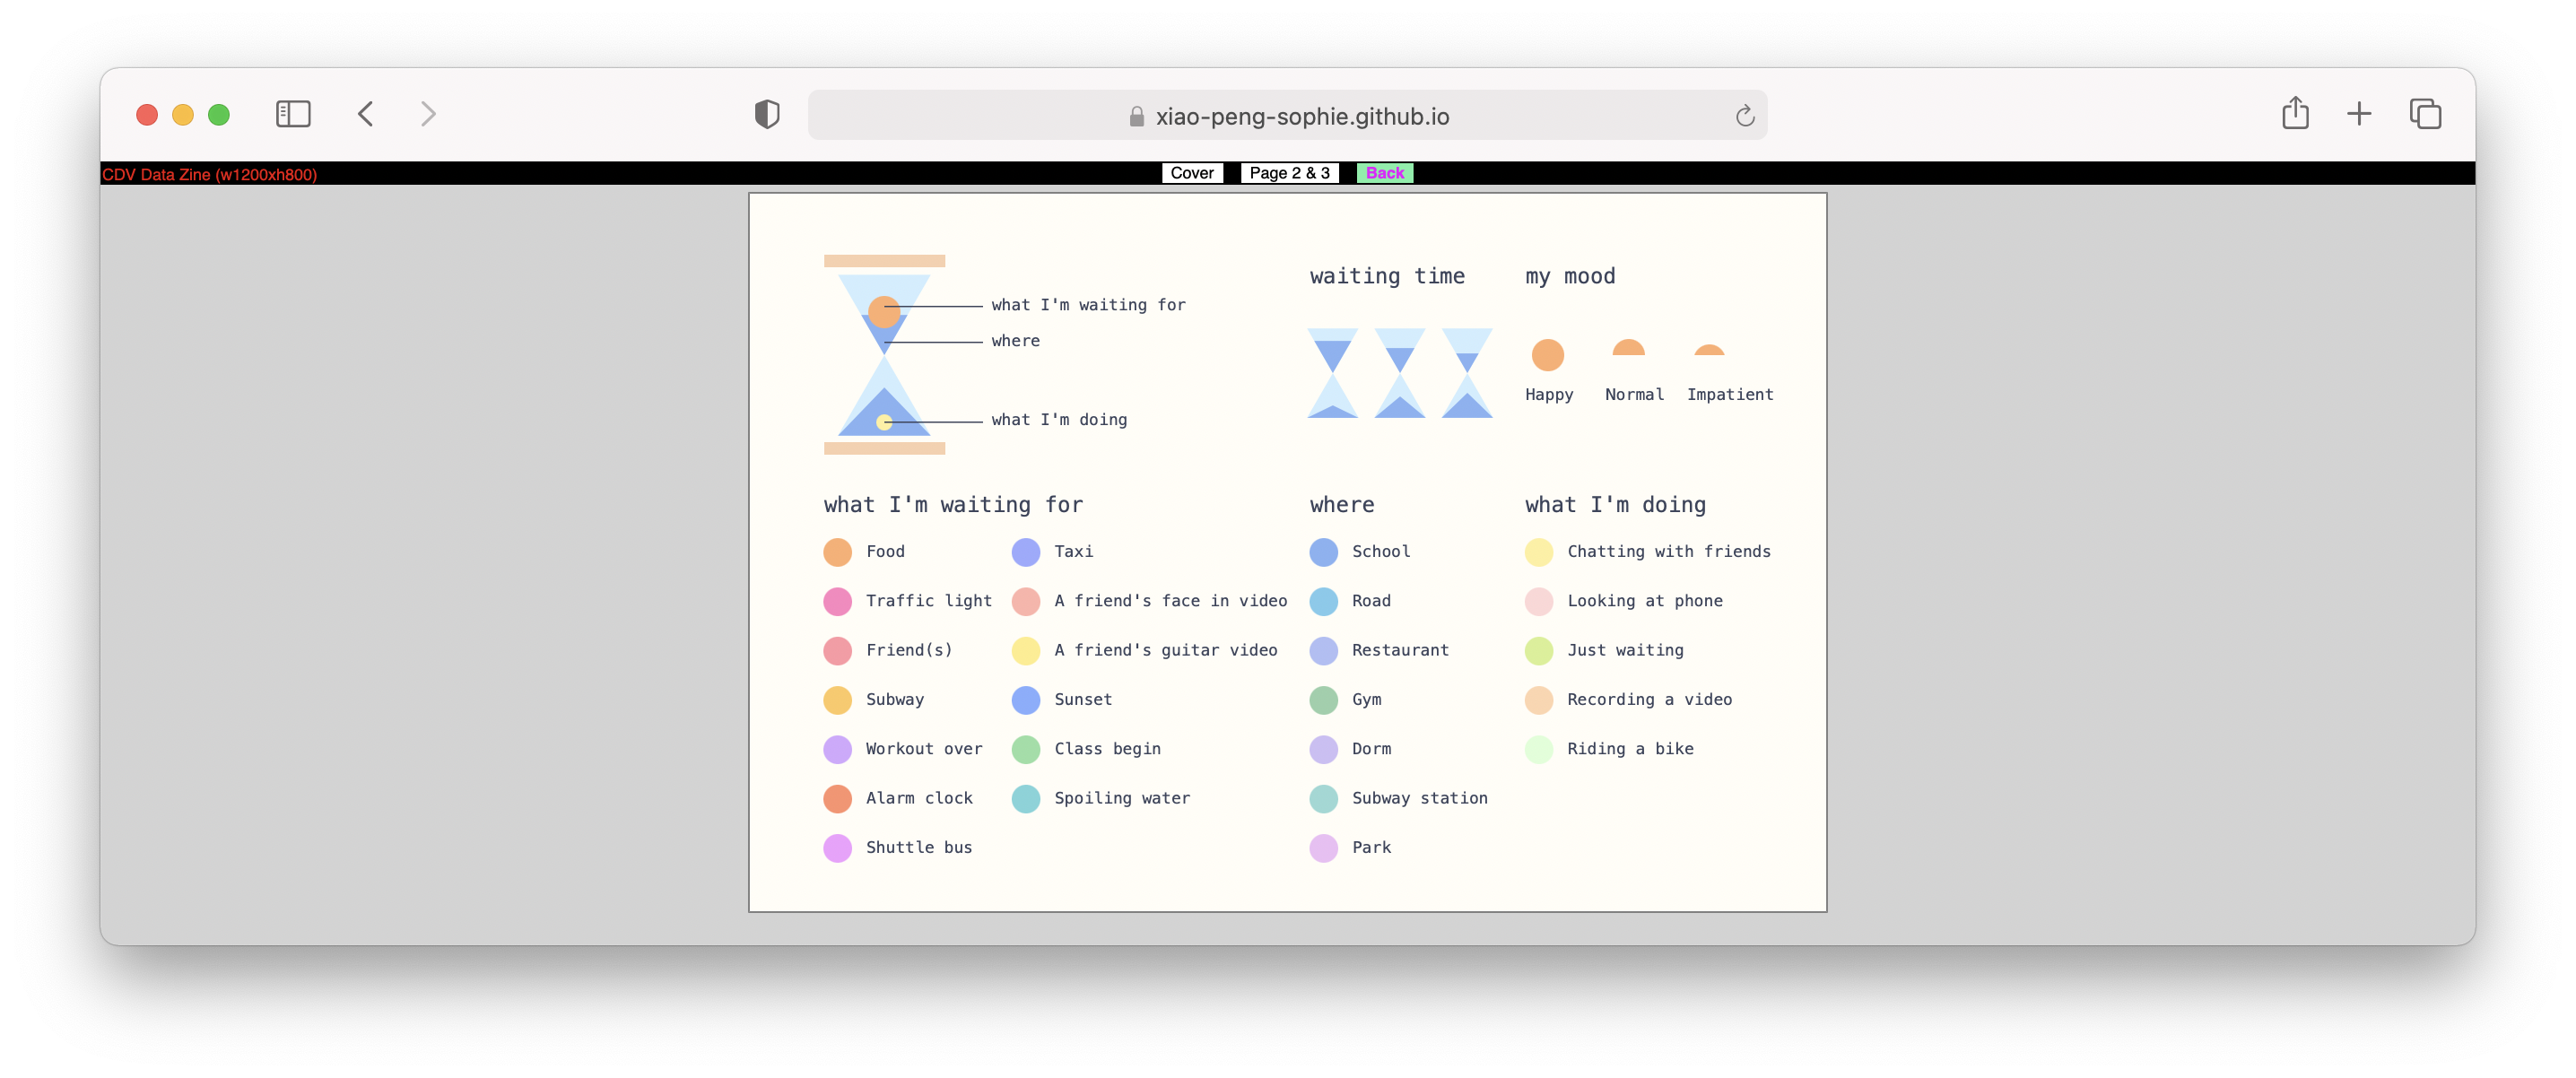 xiao-peng-sophie.github.io
CDV Data Zine (w1200xh800)
Cover
Page 2 & 3
Back
what I'm waiting for
where
what I'm doing
waiting time
my mood
Happy
Normal
Impatient
what I'm waiting for
Food
Traffic light
Friend(s)
Subway
Workout over
Alarm clock
Shuttle bus
Taxi
A friend's face in video
A friend's guitar video
Sunset
Class begin
Spoiling water
where
School
Road
Restaurant
Gym
Dorm
Subway station
Park
what I'm doing
Chatting with friends
Looking at phone
Just waiting
Recording a video
Riding a bike